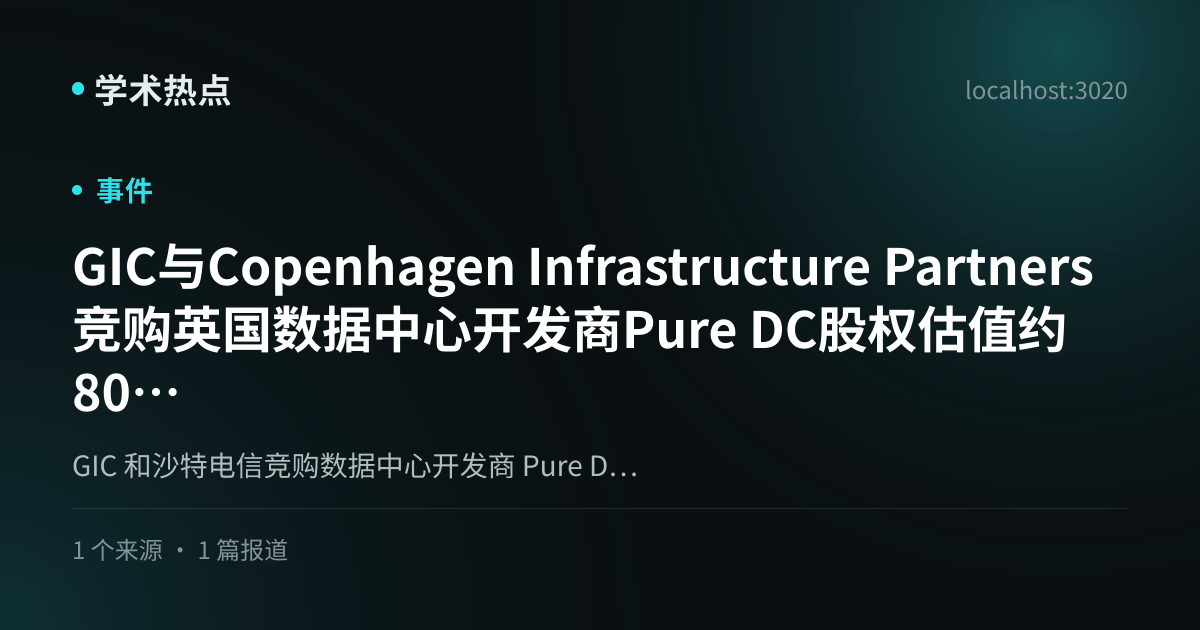 学术热点
localhost:3020
事件
GIC与Copenhagen Infrastructure Partners
竞购英国数据中心开发商Pure DC股权估值约
80…
GIC 和沙特电信竞购数据中心开发商 Pure D…
1 个来源 · 1 篇报道